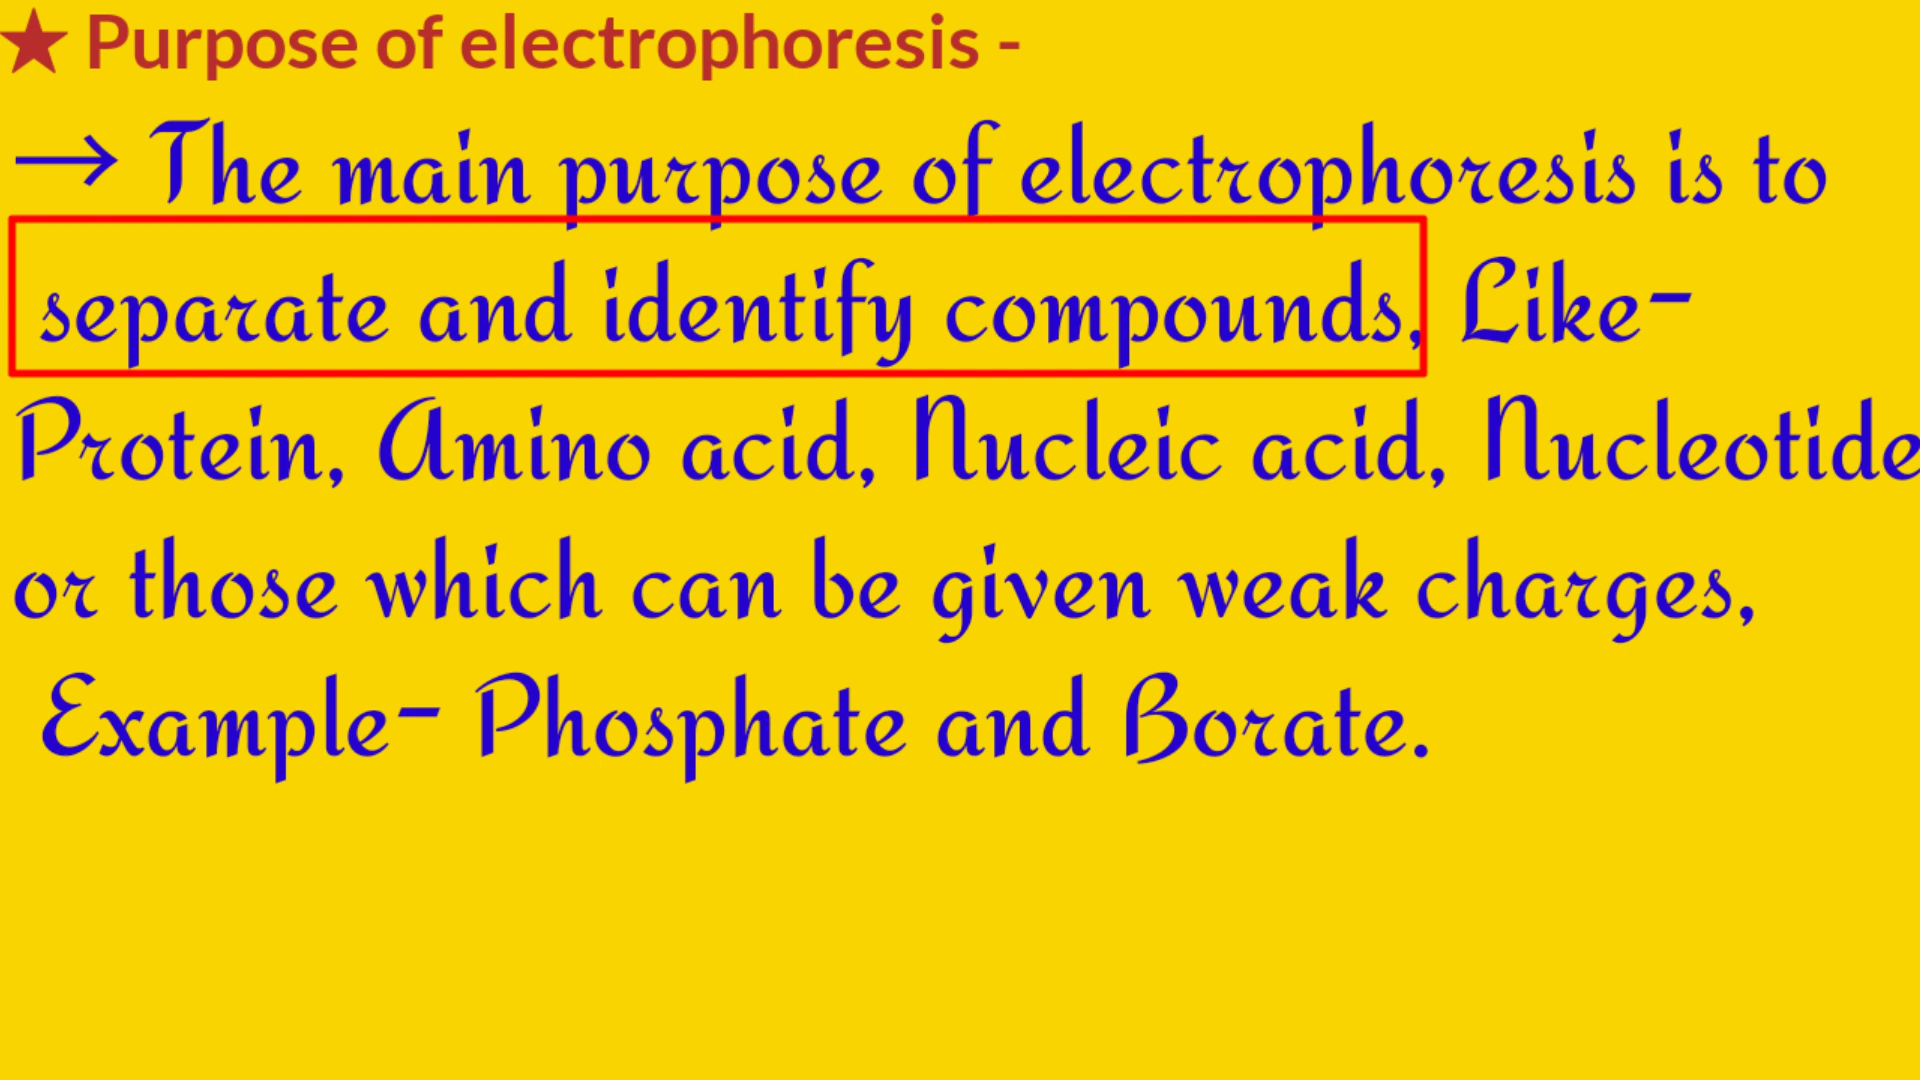 ★ Purpose of electrophoresis -
→ The main purpose of electrophoresis is to
separate and identify compounds, Like-
Protein, Amino acid, Nucleic acid, Nucleotide
or those which can be given weak charges,
Example- Phosphate and Borate.